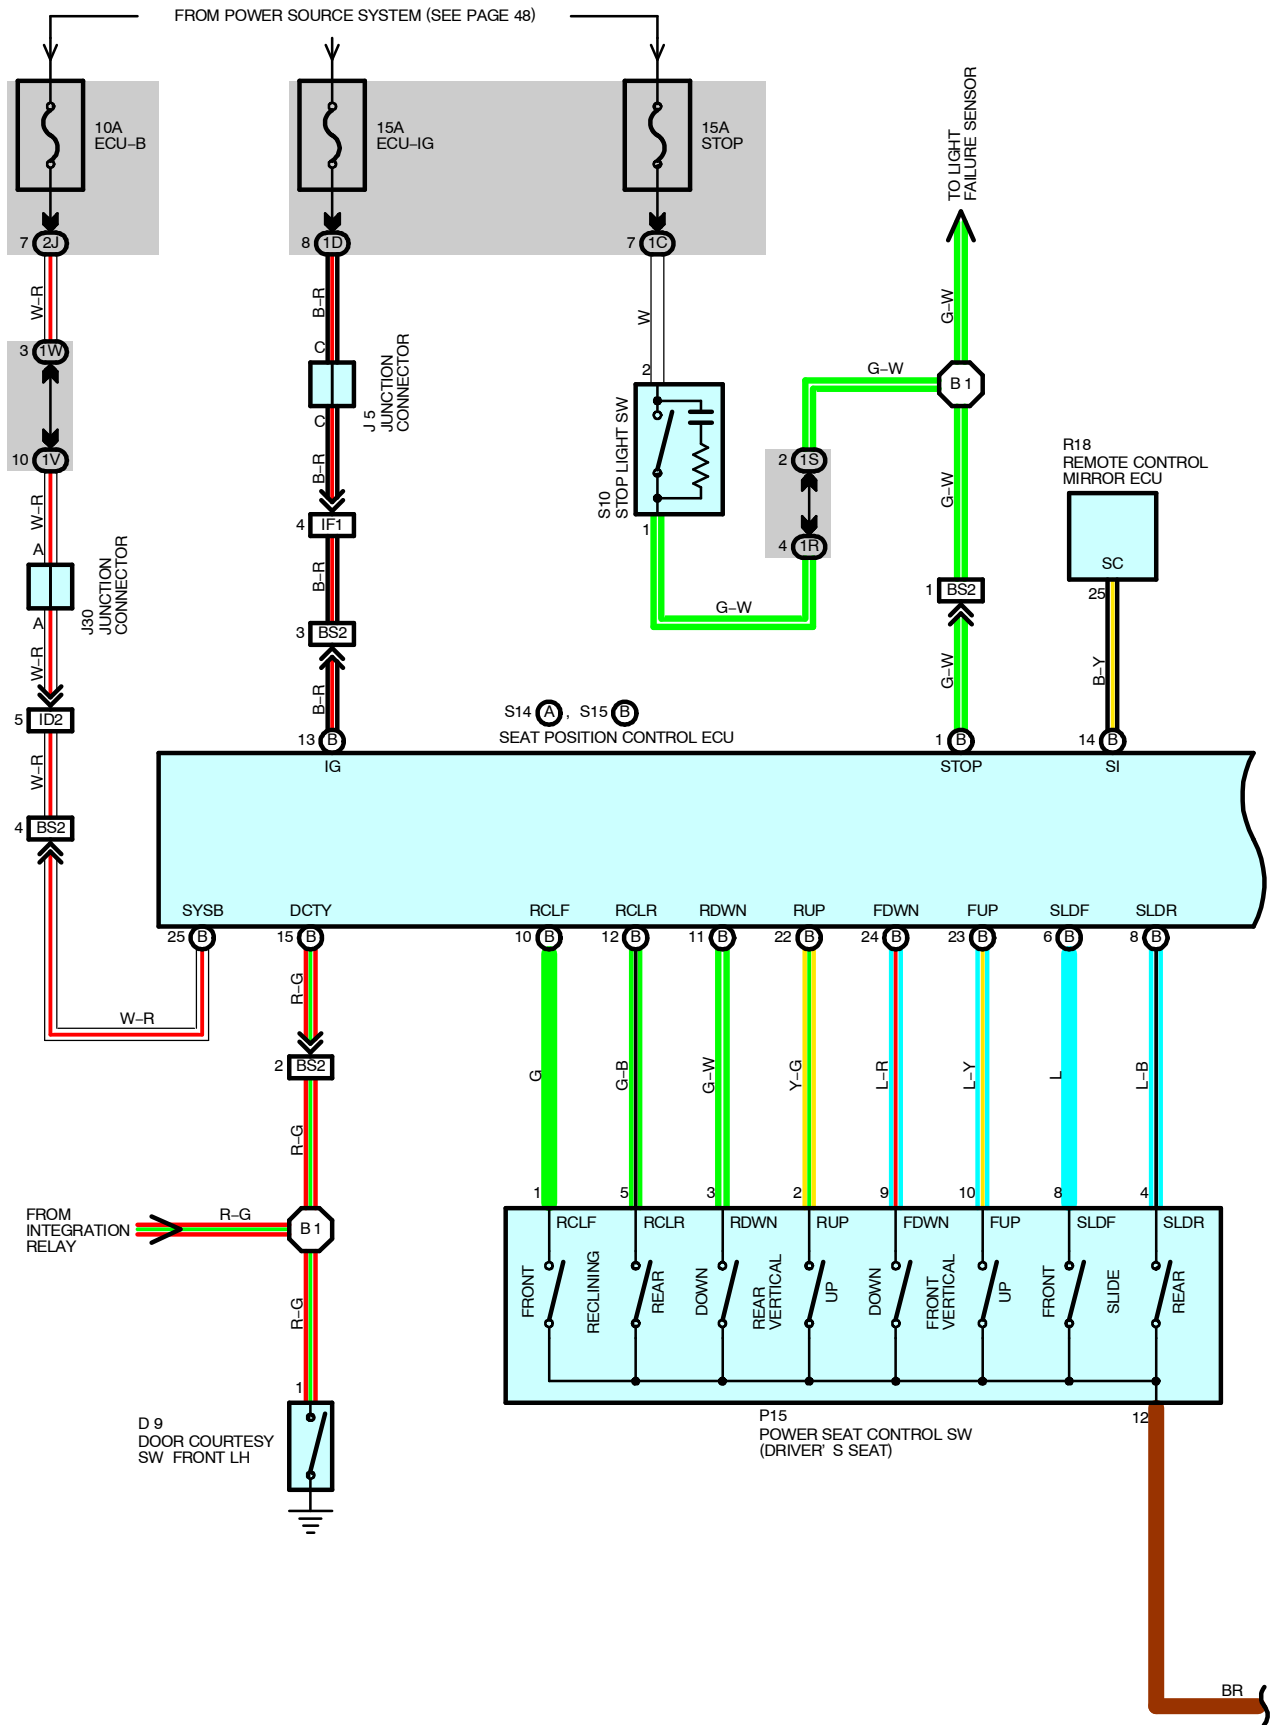 FROM POWER SOURCE SYSTEM (SEE PAGE 48)
10A
ECU–B
15A
ECU–IG
15A
STOP
TO LIGHT
FAILURE SENSOR
7 2J
8 1D
7 1C
W–R
B–R
W
G–W
3 1W
C
J 5
JUNCTION
CONNECTOR
C
2
G–W
B 1
10 1V
B–R
S10
STOP LIGHT SW
2 1S
G–W
R18
REMOTE CONTROL
MIRROR ECU
W–R
4 IF1
1
4 1R
A
J30
JUNCTION
CONNECTOR
A
B–R
G–W
1 BS2
SC
25
W–R
3 BS2
B–R
G–W
B–Y
5 ID2
S14 A , S15 B
SEAT POSITION CONTROL ECU
W–R
13 B
1 B
14 B
IG
STOP
SI
4 BS2
SYSB
DCTY
RCLF
RCLR
RDWN
RUP
FDWN
FUP
SLDF
SLDR
25 B
15 B
10 B
12 B
11 B
22 B
24 B
23 B
6 B
8 B
W–R
R–G
2 BS2
G
G–B
G–W
Y–G
L–R
L–Y
L
L–B
R–G
1
5
3
2
9
10
8
4
FROM
INTEGRATION
RELAY
R–G
B 1
RCLF
RCLR
RDWN
RUP
FDWN
FUP
SLDF
SLDR
R–G
FRONT
RECLINING
REAR
DOWN
REAR
VERTICAL
UP
DOWN
FRONT
VERTICAL
UP
FRONT
SLIDE
REAR
1
D 9
DOOR COURTESY
SW FRONT LH
P15
POWER SEAT CONTROL SW
(DRIVER' S SEAT)
12
BR